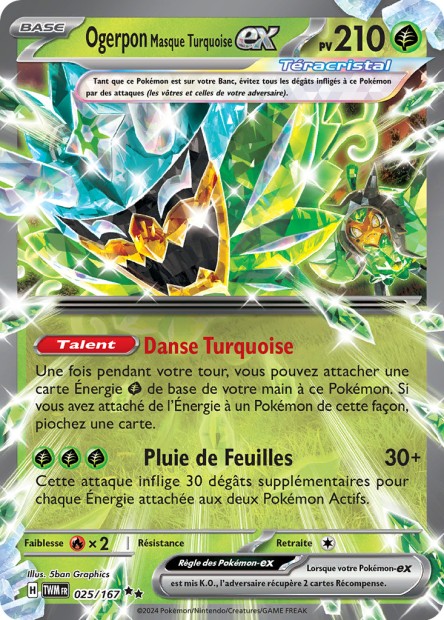 BASE
Ogerpon Masque Turquoise ex PV 210
Téracristal
Tant que ce Pokémon est sur votre Banc, évitez tous les dégâts infligés à ce Pokémon
par des attaques (les vôtres et celles de votre adversaire).
Talent Danse Turquoise
Une fois pendant votre tour, vous pouvez attacher une
carte Énergie de base de votre main à ce Pokémon. Si
vous avez attaché de l'Énergie à un Pokémon de cette façon,
piochez une carte.
Pluie de Feuilles 30+
Cette attaque inflige 30 dégâts supplémentaires pour
chaque Énergie attachée aux deux Pokémon Actifs.
Faiblesse ×2 Résistance Retraite
Règle des Pokémon-ex Lorsque votre Pokémon-ex
est mis K.O., l'adversaire récupère 2 cartes Récompense.
Illus. 5ban Graphics
H TWM FR 025/167 ★★
©2024 Pokémon/Nintendo/Creatures/GAME FREAK